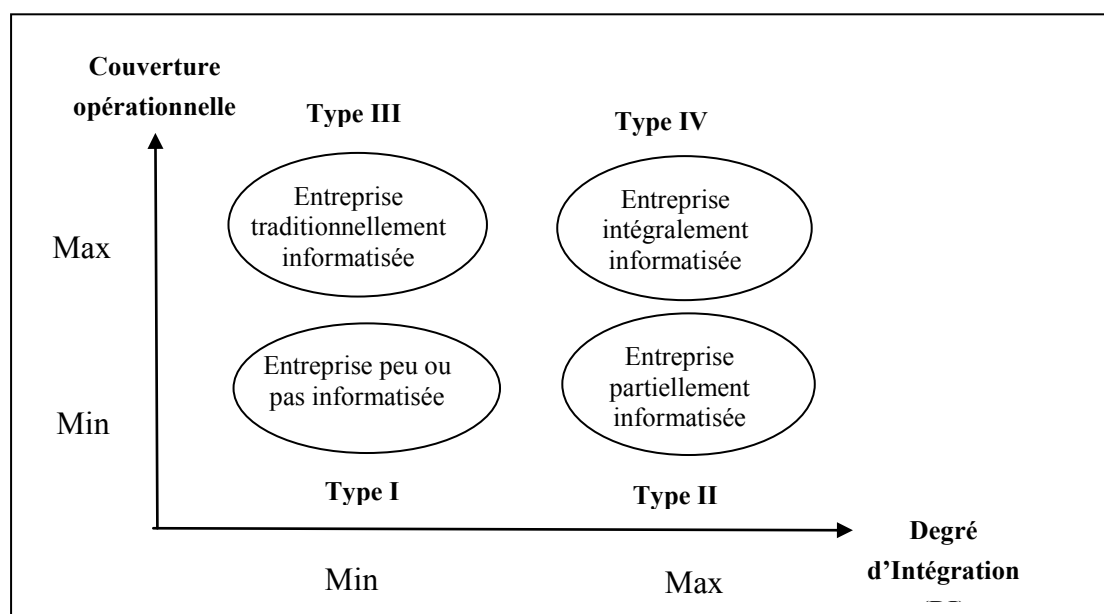 Couverture
opérationnelle
Type III
Type IV
Entreprise
traditionnellement
informatisée
Entreprise
intégralement
informatisée
Max
Entreprise peu ou
pas informatisée
Entreprise
partiellement
informatisée
Min
Type I
Type II
Min
Max
Degré
d’Intégration